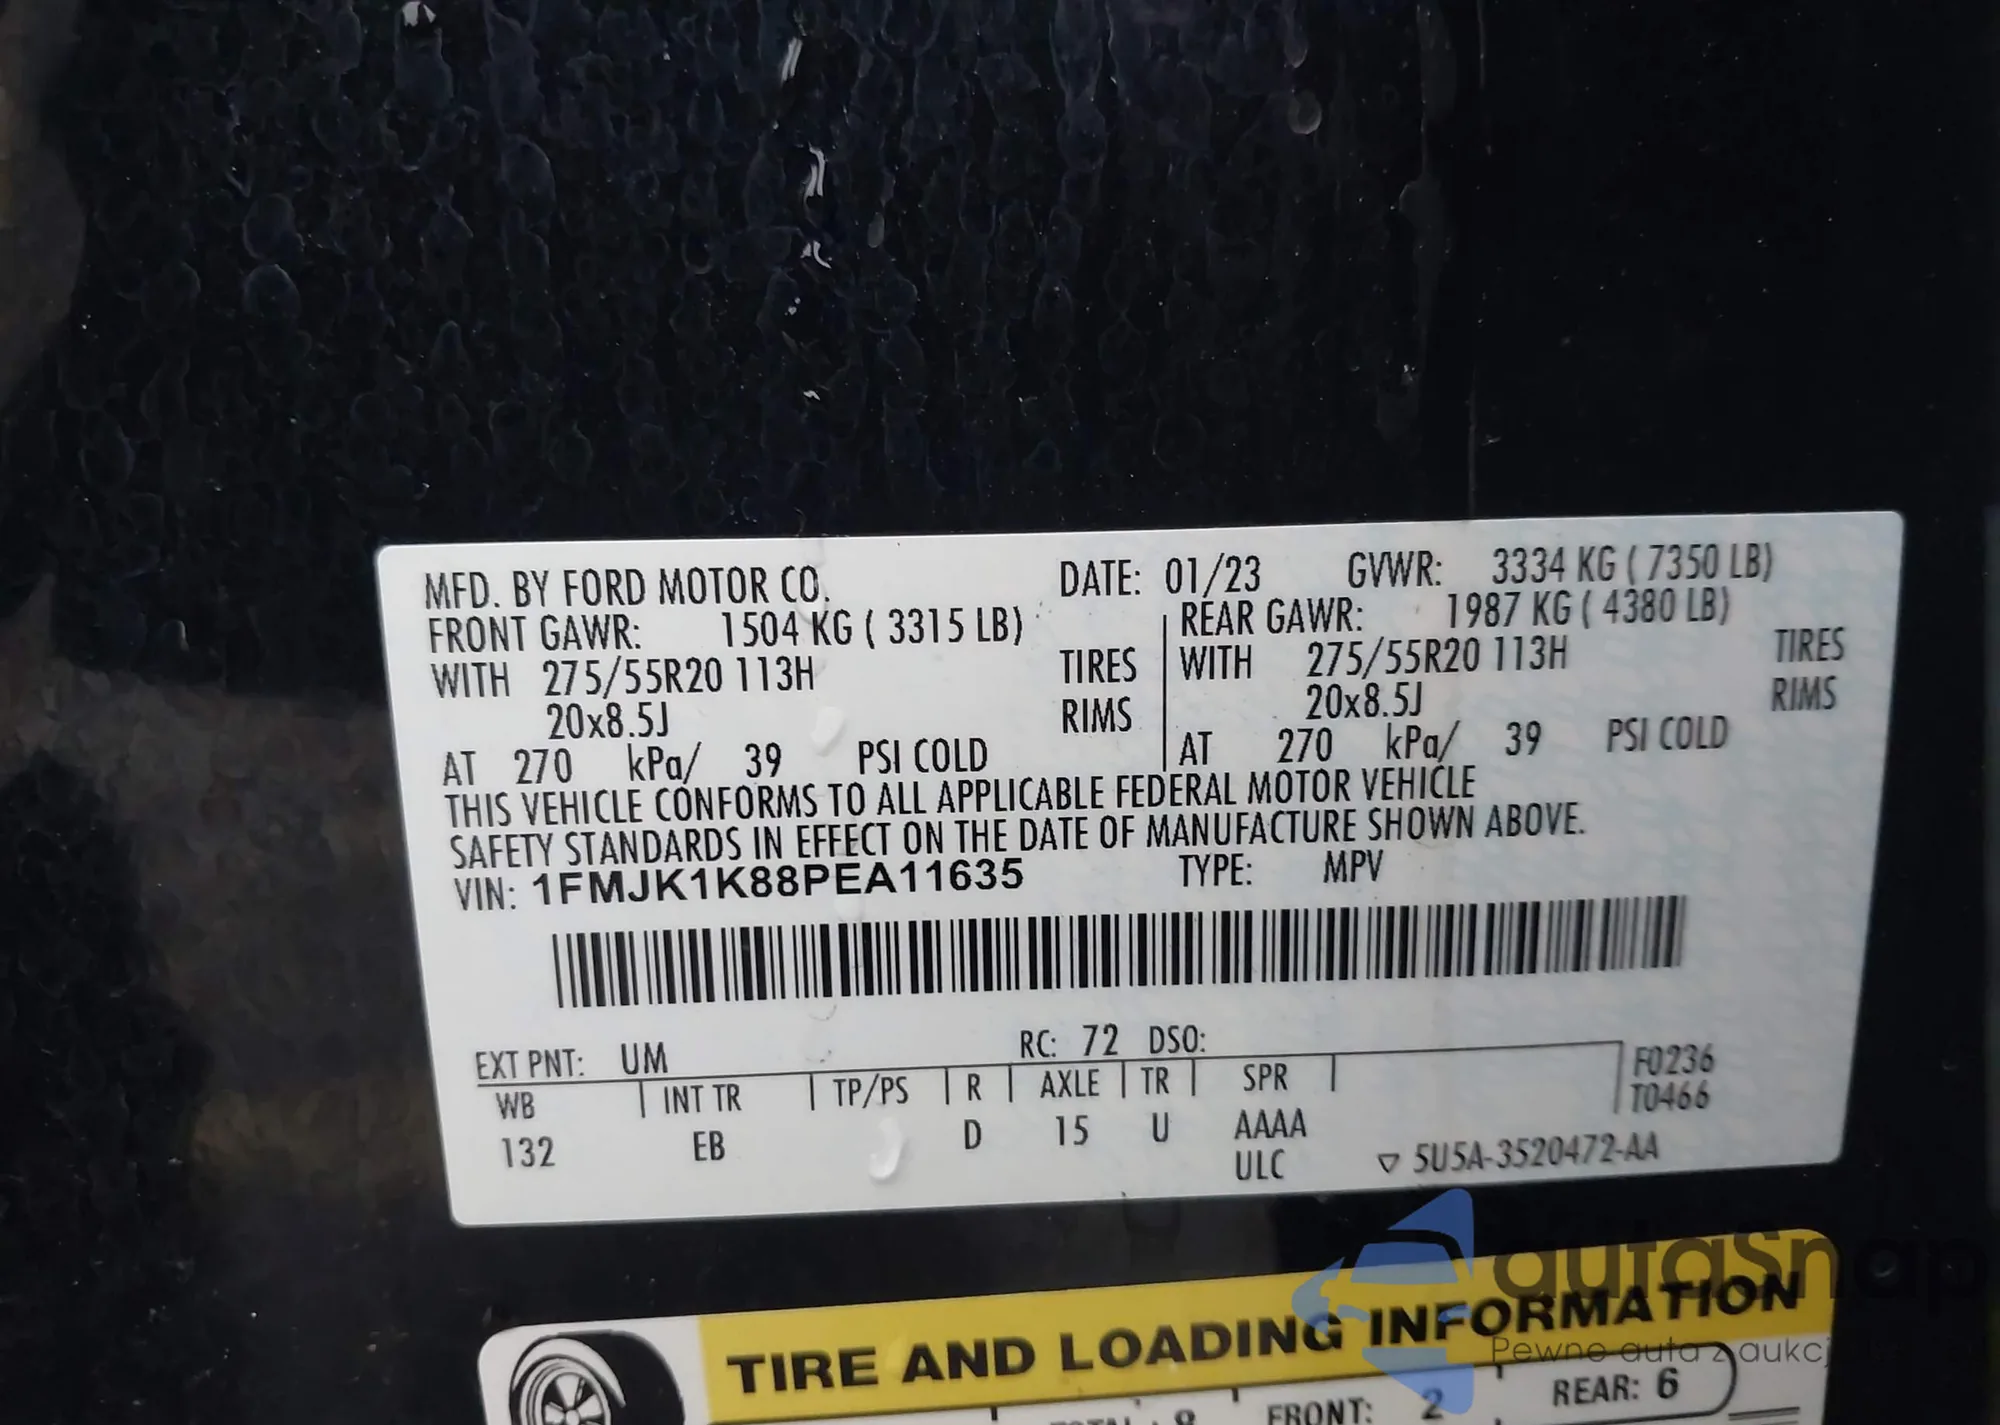 MFD. BY FORD MOTOR CO. DATE: 01/23 GVWR: 3334 KG ( 7350 LB)
FRONT GAWR: 1504 KG ( 3315 LB) REAR GAWR: 1987 KG ( 4380 LB)
WITH 275/55R20 113H TIRES WITH 275/55R20 113H TIRES
20x8.5J RIMS 20x8.5J RIMS
AT 270 kPa/ 39 PSI COLD AT 270 kPa/ 39 PSI COLD
THIS VEHICLE CONFORMS TO ALL APPLICABLE FEDERAL MOTOR VEHICLE
SAFETY STANDARDS IN EFFECT ON THE DATE OF MANUFACTURE SHOWN ABOVE.
VIN: 1FMJK1K88PEA11635 TYPE: MPV
EXT PNT: UM RC: 72 DSO:
WB INT TR TP/PS R AXLE TR SPR F0236
T0466
132 EB D 15 U AAAA
ULC ▽ 5U5A-3520472-AA
autaSnap
TIRE AND LOADING INFORMATION
Pewne auta z aukcji
FRONT: 2 REAR: 6